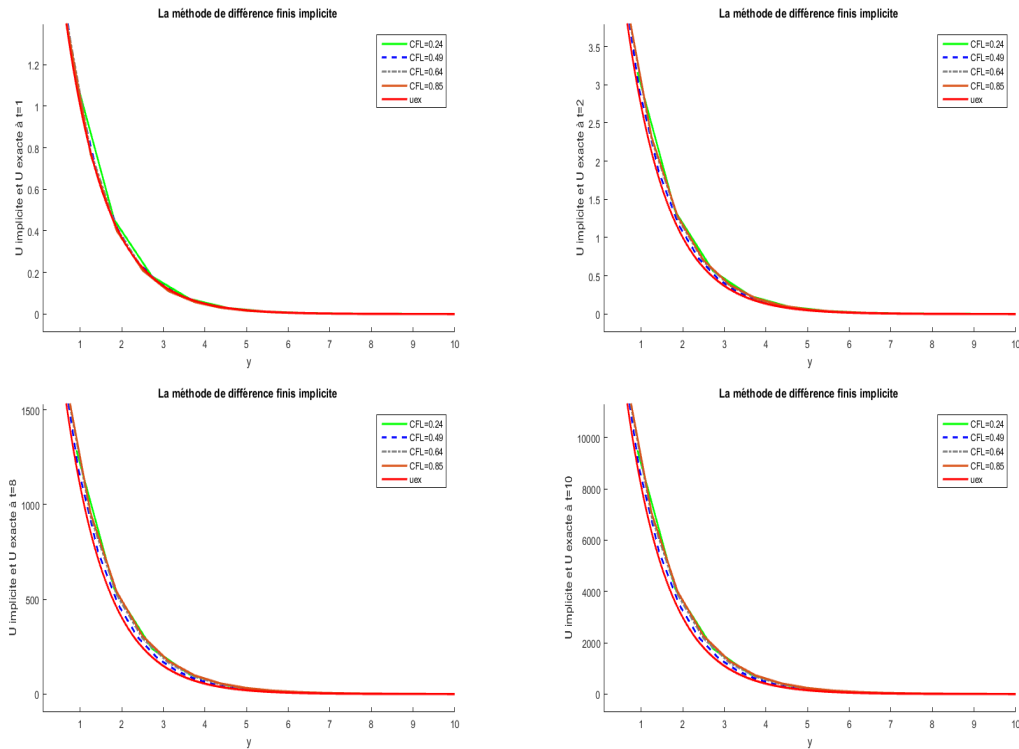 La méthode de différence finis implicite
U implicite et U exacte à t=1
1.2
1
0.8
0.6
0.4
0.2
0
1 2 3 4 5 6 7 8 9 10
y
CFL=0.24
CFL=0.49
CFL=0.64
CFL=0.85
uex
La méthode de différence finis implicite
U implicite et U exacte à t=2
3.5
3
2.5
2
1.5
1
0.5
0
1 2 3 4 5 6 7 8 9 10
y
CFL=0.24
CFL=0.49
CFL=0.64
CFL=0.85
uex
La méthode de différence finis implicite
U implicite et U exacte à t=8
1500
1000
500
0
1 2 3 4 5 6 7 8 9 10
y
CFL=0.24
CFL=0.49
CFL=0.64
CFL=0.85
uex
La méthode de différence finis implicite
U implicite et U exacte à t=10
10000
8000
6000
4000
2000
0
1 2 3 4 5 6 7 8 9 10
y
CFL=0.24
CFL=0.49
CFL=0.64
CFL=0.85
uex